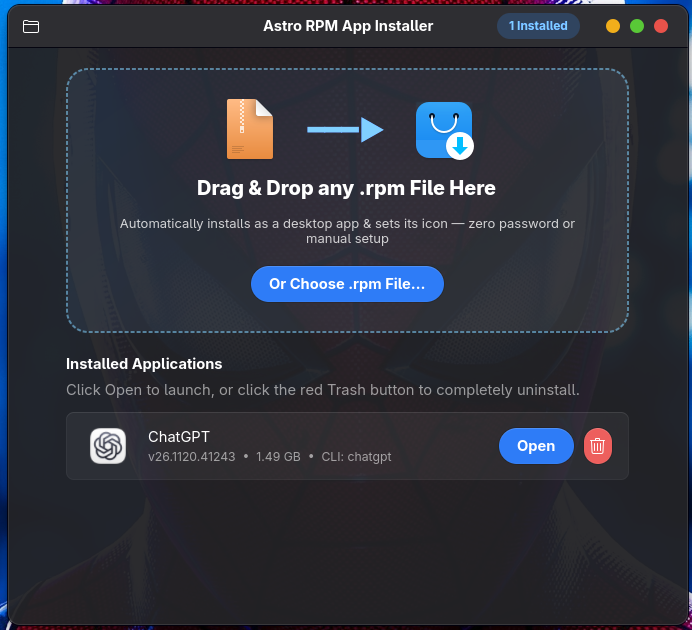 Astro RPM App Installer
1 Installed
Drag & Drop any .rpm File Here
Automatically installs as a desktop app & sets its icon — zero password or
manual setup
Or Choose .rpm File...
Installed Applications
Click Open to launch, or click the red Trash button to completely uninstall.
ChatGPT
Open
v26.1120.41243 • 1.49 GB • CLI: chatgpt